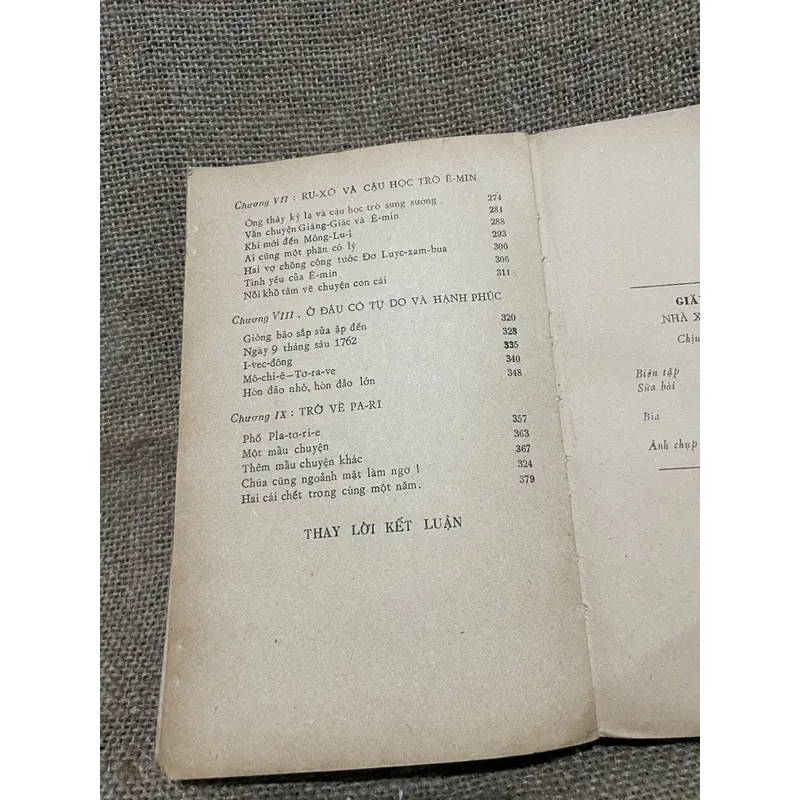 Chương VII : RU-XÔ VÀ CẬU HỌC TRÒ Ê-MIN
Ông thày kỳ lạ và cậu học trò sung sướng 274
Vẫn chuyện Giăng-Giắc và Ê-min 281
Khi mới đến Mông-Lu-i 288
Ai cũng một phần có lý 293
Hai vợ chồng công tước Đơ Luyc-xam-bua 300
Tình yêu của Ê-min 306
Nỗi khổ tâm về chuyện con cái 311
Chương VIII . Ở ĐÂU CÓ TỰ DO VÀ HẠNH PHÚC
Giông bão sắp sửa ập đến 320
Ngày 9 tháng sáu 1762 328
I-vec-đông 335
Mô-chi-ê—Tơ-ra-ve 340
Hòn đảo nhỏ, hòn đảo lớn 348
Chương IX : TRỞ VỀ PA-RI
Phố Pla-tơ-ri-e 357
Một mẩu chuyện 363
Thêm mẩu chuyện khác 367
Chúa cũng ngoảnh mặt làm ngơ ! 324
Hai cái chết trong cùng một năm. 379
THAY LỜI KẾT LUẬN
GIĂ
NHÀ X
Chịu
Biên tập
Sửa bài
Bìa
Ảnh chụp